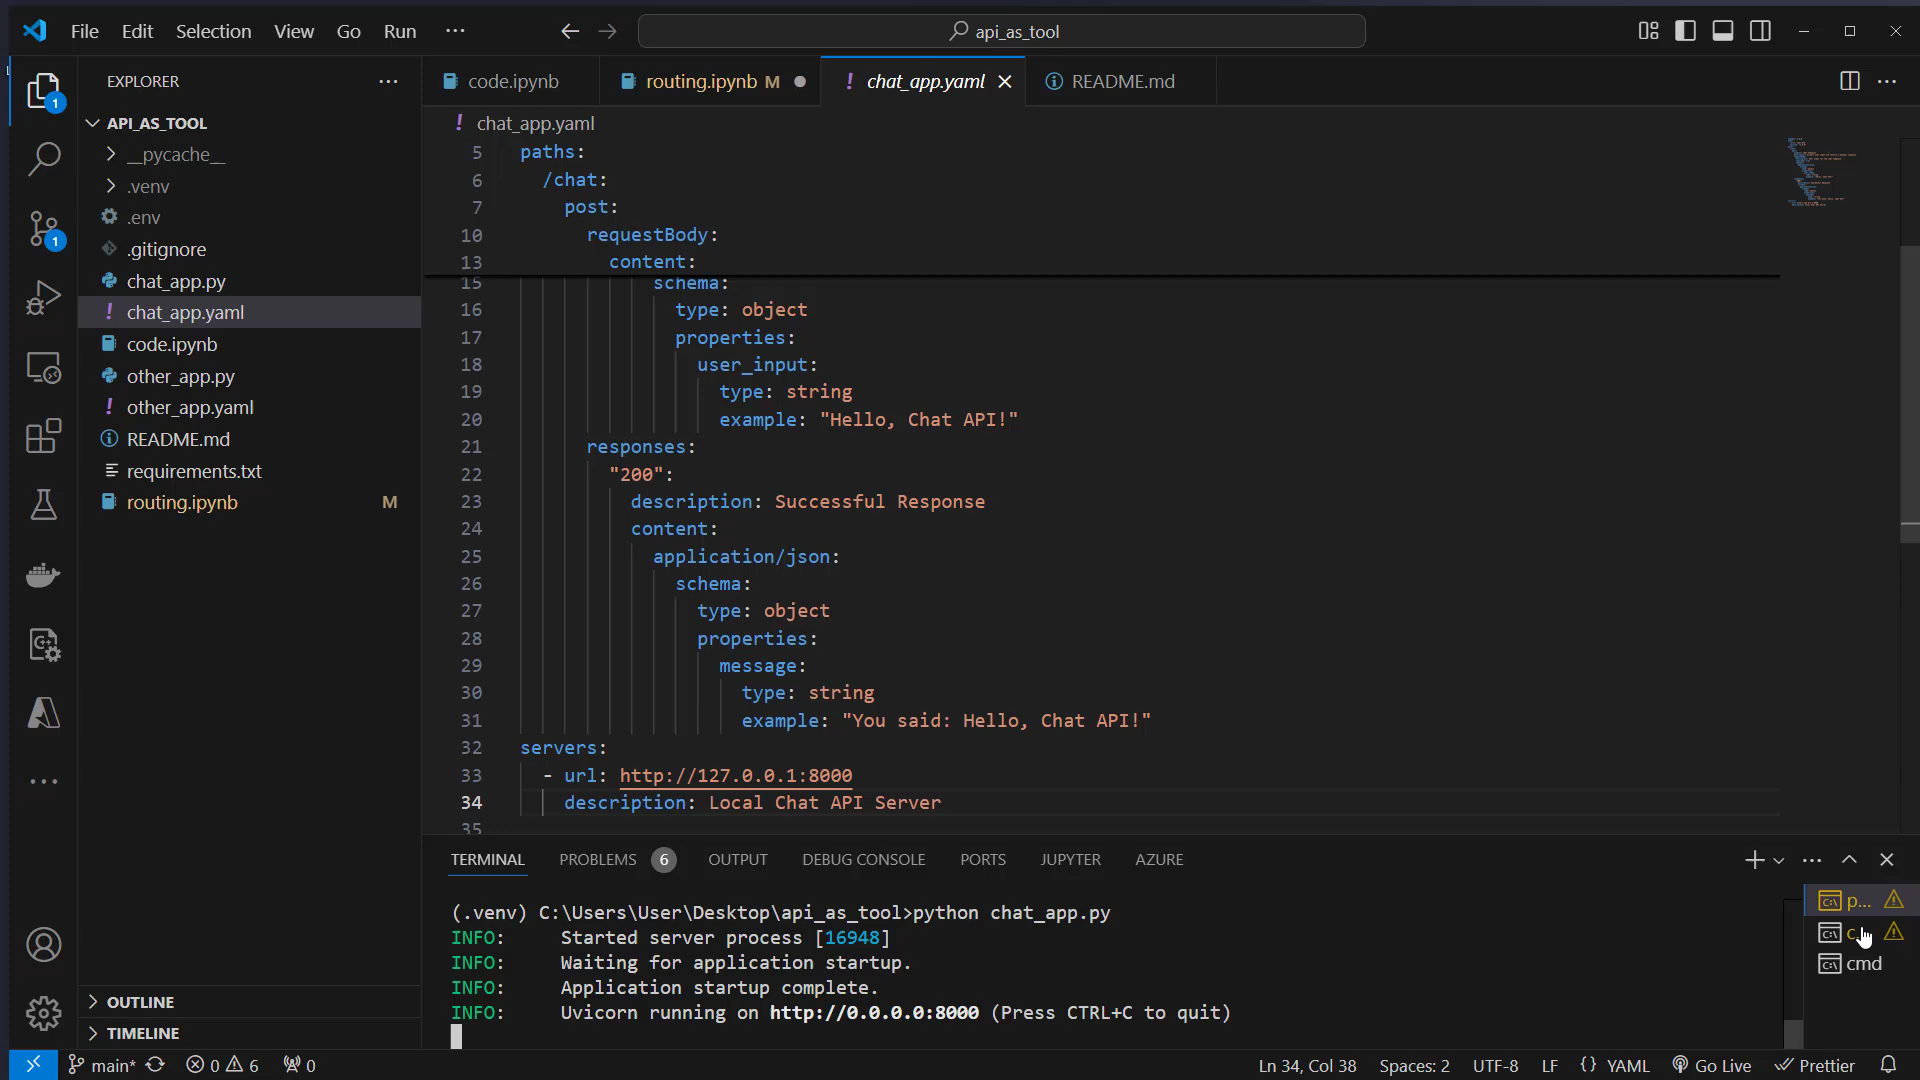 File Edit Selection View Go Run ···
api_as_tool
EXPLORER ···
API_AS_TOOL
__pycache__
.venv
.env
.gitignore
chat_app.py
! chat_app.yaml
code.ipynb
other_app.py
! other_app.yaml
README.md
requirements.txt
routing.ipynb M
OUTLINE
TIMELINE
1
1
code.ipynb
routing.ipynb M
! chat_app.yaml
README.md
! chat_app.yaml
5 paths:
6 /chat:
7 post:
10 requestBody:
13 content:
15 schema:
16 type: object
17 properties:
18 user_input:
19 type: string
20 example: "Hello, Chat API!"
21 responses:
22 "200":
23 description: Successful Response
24 content:
25 application/json:
26 schema:
27 type: object
28 properties:
29 message:
30 type: string
31 example: "You said: Hello, Chat API!"
32 servers:
33 - url: http://127.0.0.1:8000
34 description: Local Chat API Server
35
TERMINAL PROBLEMS 6 OUTPUT DEBUG CONSOLE PORTS JUPYTER AZURE
(.venv) C:\Users\User\Desktop\api_as_tool>python chat_app.py
INFO: Started server process [16948]
INFO: Waiting for application startup.
INFO: Application startup complete.
INFO: Uvicorn running on http://0.0.0.0:8000 (Press CTRL+C to quit)
p...
c...
cmd
main* 0 6 0
Ln 34, Col 38 Spaces: 2 UTF-8 LF {} YAML Go Live Prettier